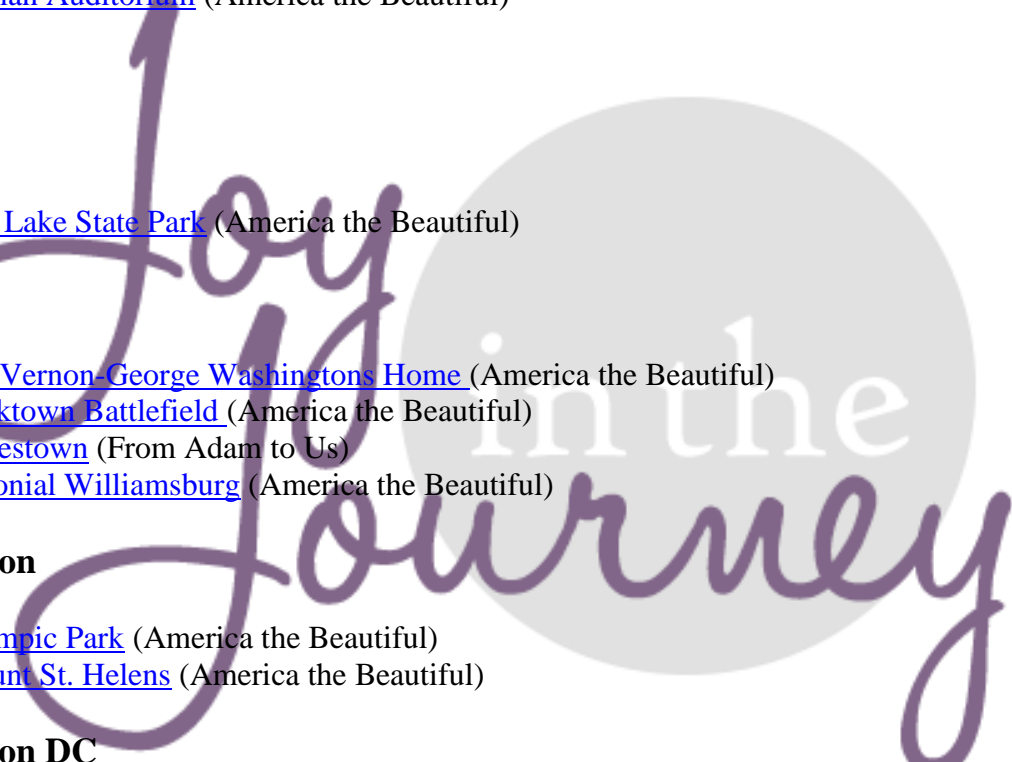 Auditorium (America the Beautiful)
Lake State Park (America the Beautiful)
Vernon-George Washingtons Home (America the Beautiful)
ktown Battlefield (America the Beautiful)
estown (From Adam to Us)
onial Williamsburg (America the Beautiful)
on
mpic Park (America the Beautiful)
unt St. Helens (America the Beautiful)
on DC
Joy
in the
Journey